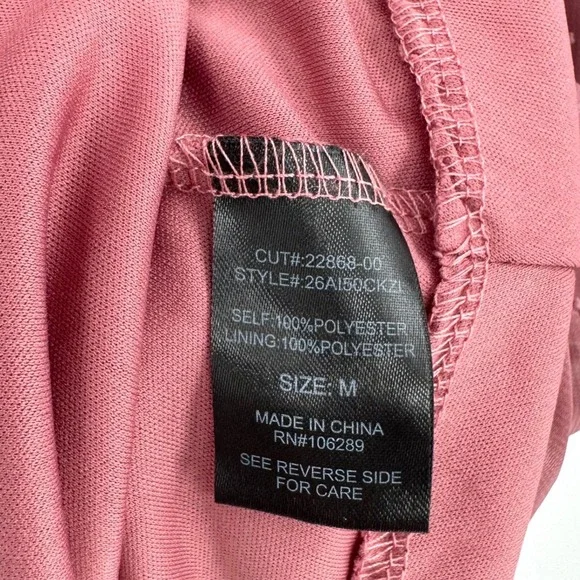 CUT#:22868-00
STYLE#:26AI50CKZL
SELF:100%POLYESTER
LINING:100%POLYESTER
SIZE: M
MADE IN CHINA
RN#106289
SEE REVERSE SIDE
FOR CARE